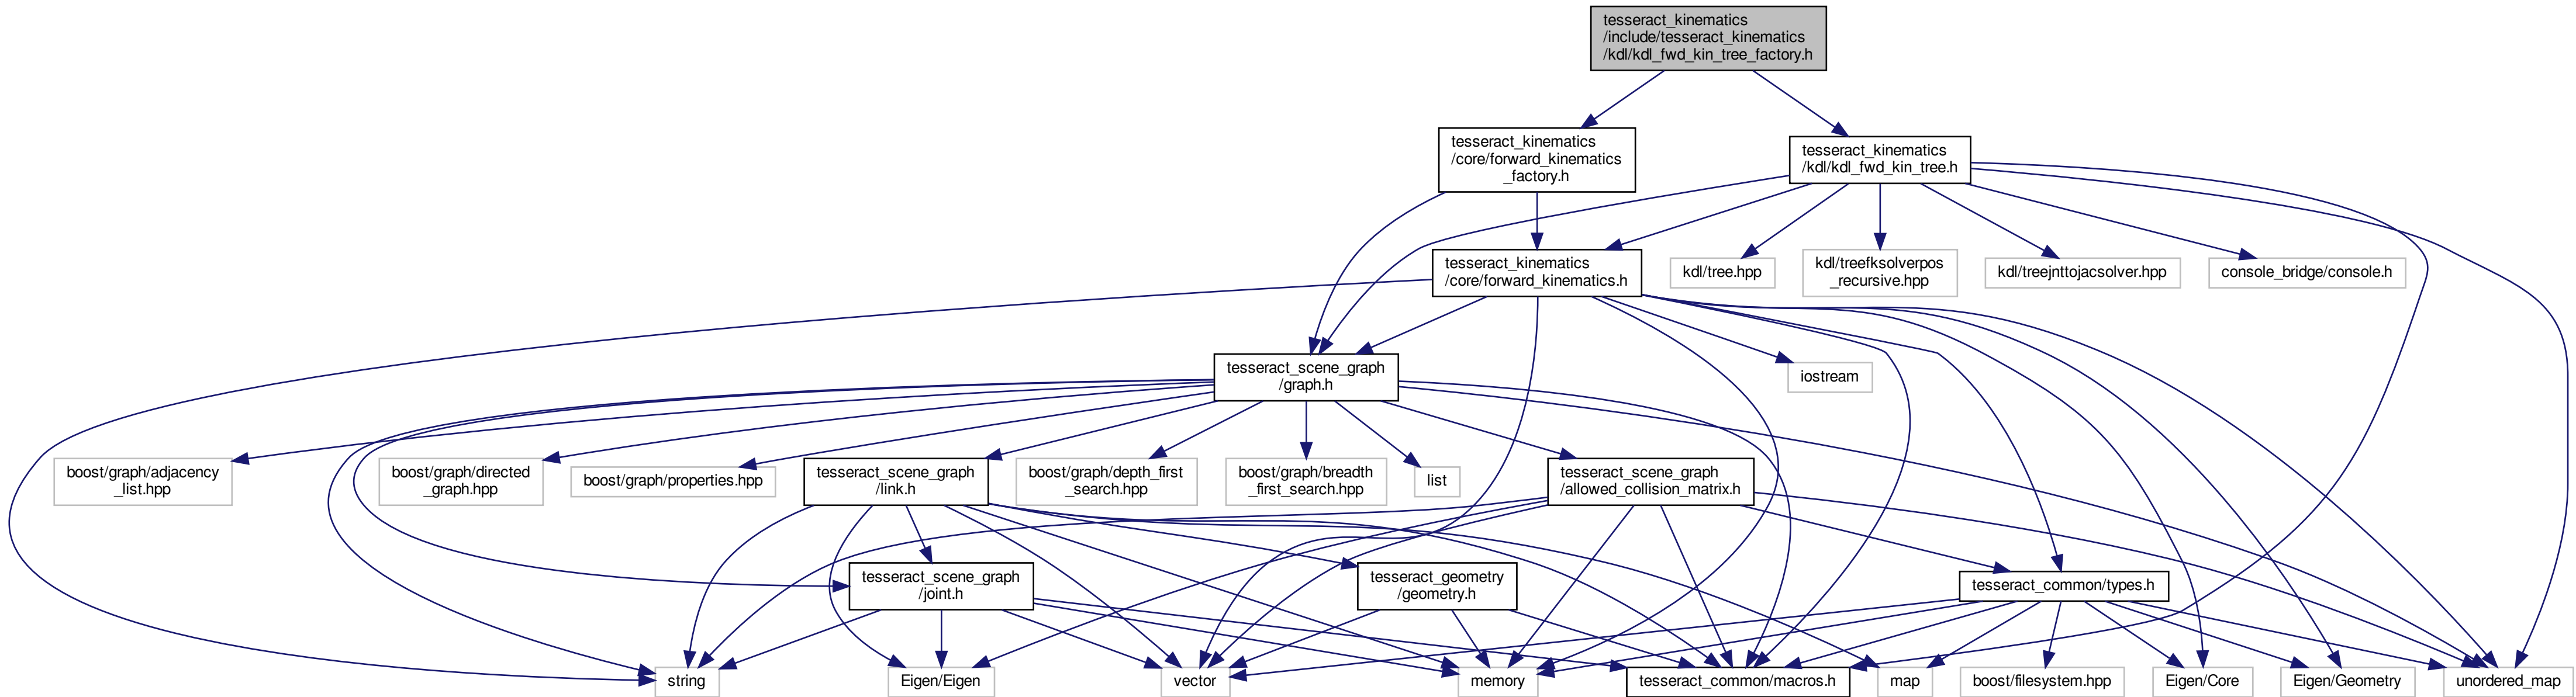 tesseract_kinematics
/include/tesseract_kinematics
/kdl/kdl_fwd_kin_tree_factory.h
tesseract_kinematics
/core/forward_kinematics
_factory.h
tesseract_kinematics
/kdl/kdl_fwd_kin_tree.h
tesseract_kinematics
/core/forward_kinematics.h
kdl/tree.hpp
kdl/treefksolverpos
_recursive.hpp
kdl/treejnttojacsolver.hpp
console_bridge/console.h
tesseract_scene_graph
/graph.h
iostream
boost/graph/adjacency
_list.hpp
boost/graph/directed
_graph.hpp
boost/graph/properties.hpp
tesseract_scene_graph
/link.h
boost/graph/depth_first
_search.hpp
boost/graph/breadth
_first_search.hpp
list
tesseract_scene_graph
/allowed_collision_matrix.h
tesseract_scene_graph
/joint.h
tesseract_geometry
/geometry.h
tesseract_common/types.h
string
Eigen/Eigen
vector
memory
tesseract_common/macros.h
map
boost/filesystem.hpp
Eigen/Core
Eigen/Geometry
unordered_map